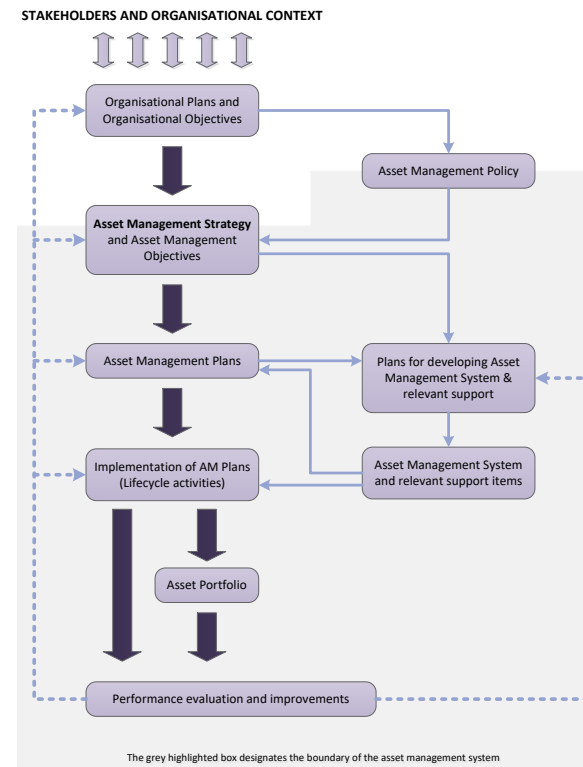 STAKEHOLDERS AND ORGANISATIONAL CONTEXT
Organisational Plans and
Organisational Objectives
Asset Management Policy
Asset Management Strategy
and Asset Management
Objectives
Asset Management Plans
Plans for developing Asset
Management System &
relevant support
Implementation of AM Plans
(Lifecycle activities)
Asset Management System
and relevant support items
Asset Portfolio
Performance evaluation and improvements
The grey highlighted box designates the boundary of the asset management system